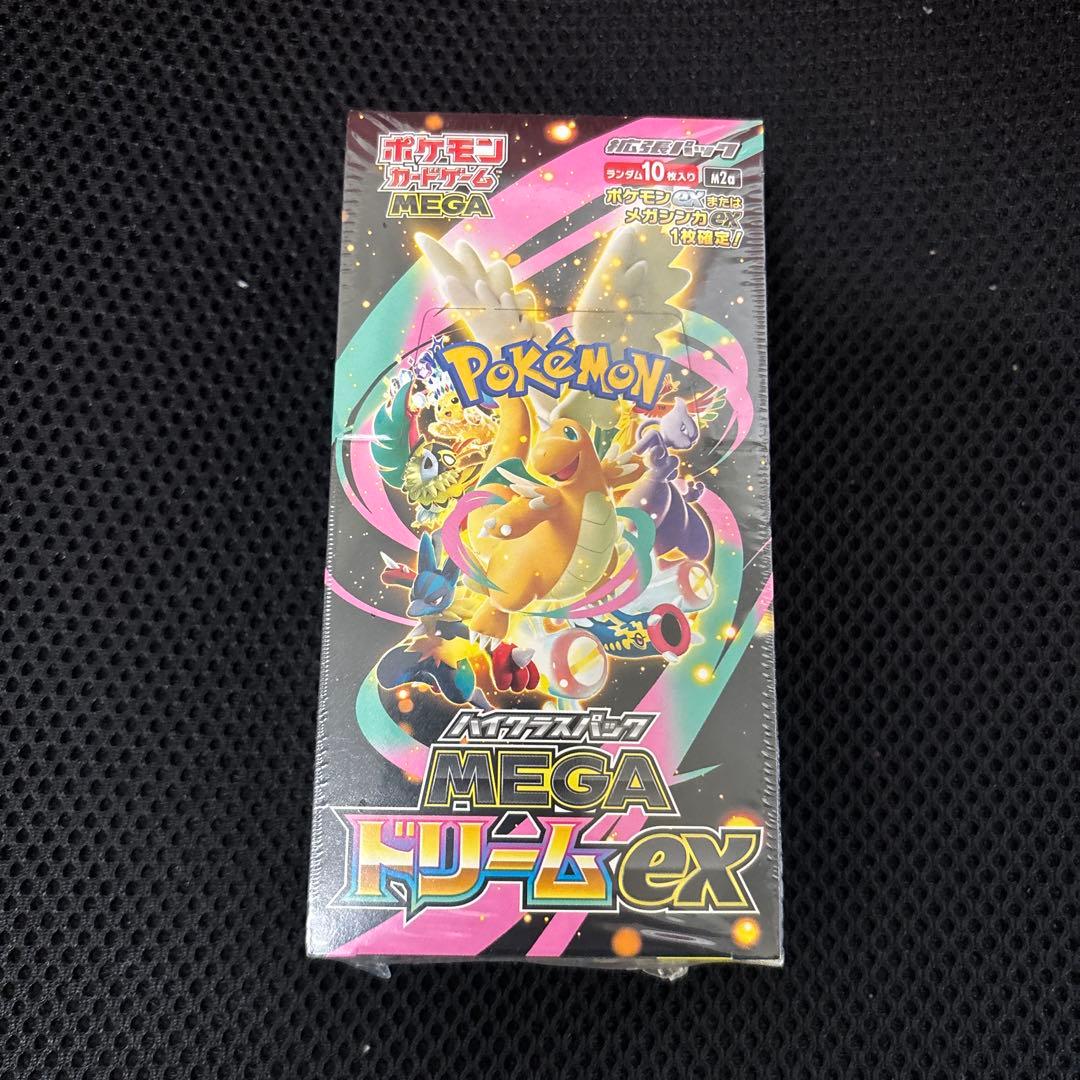 ポケモン
カードゲーム
MEGA
拡張パック
ランダム10枚入り M2a
ポケモンexまたは
メガシンカex
1枚確定!
POKéMON
TM
ハイクラスパック
MEGA
ドリームex